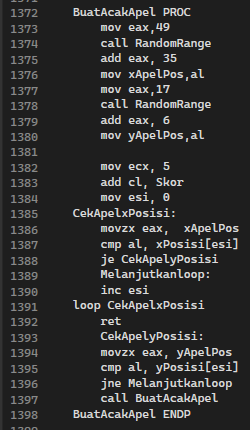 1372 BuatAcakApel PROC
1373 mov eax,49
1374 call RandomRange
1375 add eax, 35
1376 mov xApelPos,al
1377 mov eax,17
1378 call RandomRange
1379 add eax, 6
1380 mov yApelPos,al
1381
1382 mov ecx, 5
1383 add cl, Skor
1384 mov esi, 0
1385 CekApelxPosisi:
1386 movzx eax,  xApelPos
1387 cmp al, xPosisi[esi]
1388 je CekApelyPosisi
1389 Melanjutkanloop:
1390 inc esi
1391 loop CekApelxPosisi
1392 ret
1393 CekApelyPosisi:
1394 movzx eax, yApelPos
1395 cmp al, yPosisi[esi]
1396 jne Melanjutkanloop
1397 call BuatAcakApel
1398 BuatAcakApel ENDP